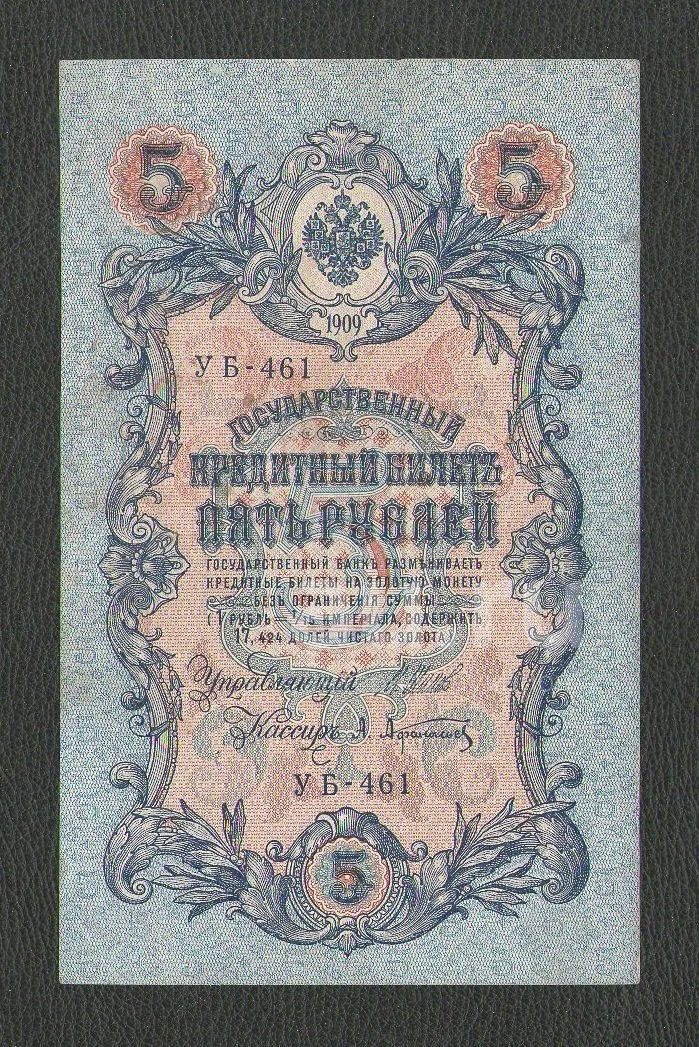 5 5
1909
УБ-461
ГОСУДАРСТВЕННЫЙ
КРЕДИТНЫЙ БИЛЕТЪ
ПЯТЬ РУБЛЕЙ
ГОСУДАРСТВЕННЫЙ БАНКЪ РАЗМѢНИВАЕТЪ
КРЕДИТНЫЕ БИЛЕТЫ НА ЗОЛОТУЮ МОНЕТУ
БЕЗЪ ОГРАНИЧЕНІЯ СУММЫ
(1 РУБЛЬ = 1/15 ИМПЕРІАЛА, СОДЕРЖИТЪ
17,424 ДОЛЕЙ ЧИСТАГО ЗОЛОТА)
Управляющій
Кассиръ А. Афанасьев
УБ-461
5